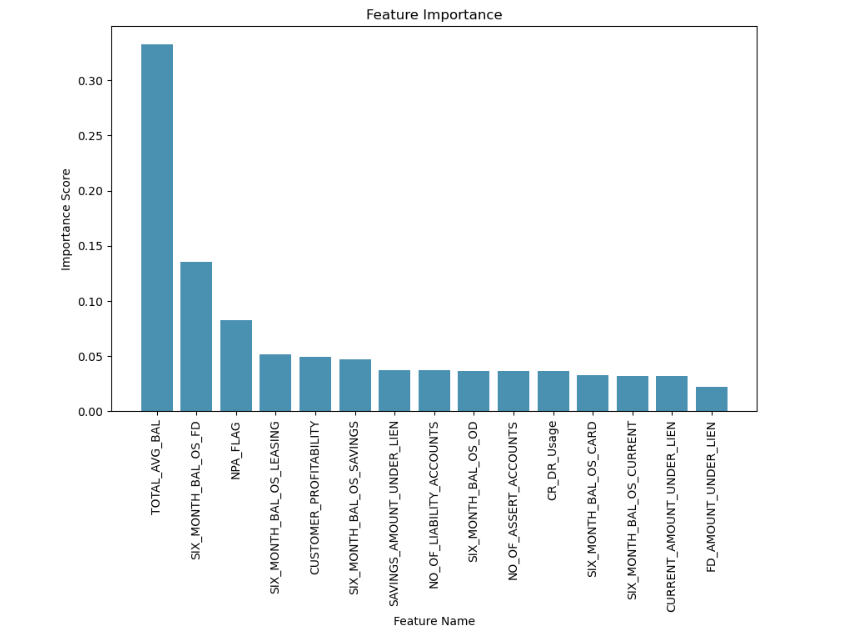 Feature Importance
Importance Score
0.30
0.25
0.20
0.15
0.10
0.05
0.00
TOTAL_AVG_BAL
SIX_MONTH_BAL_OS_FD
NPA_FLAG
SIX_MONTH_BAL_OS_LEASING
CUSTOMER_PROFITABILITY
SIX_MONTH_BAL_OS_SAVINGS
SAVINGS_AMOUNT_UNDER_LIEN
NO_OF_LIABILITY_ACCOUNTS
SIX_MONTH_BAL_OS_OD
NO_OF_ASSERT_ACCOUNTS
CR_DR_Usage
SIX_MONTH_BAL_OS_CARD
SIX_MONTH_BAL_OS_CURRENT
CURRENT_AMOUNT_UNDER_LIEN
FD_AMOUNT_UNDER_LIEN
Feature Name